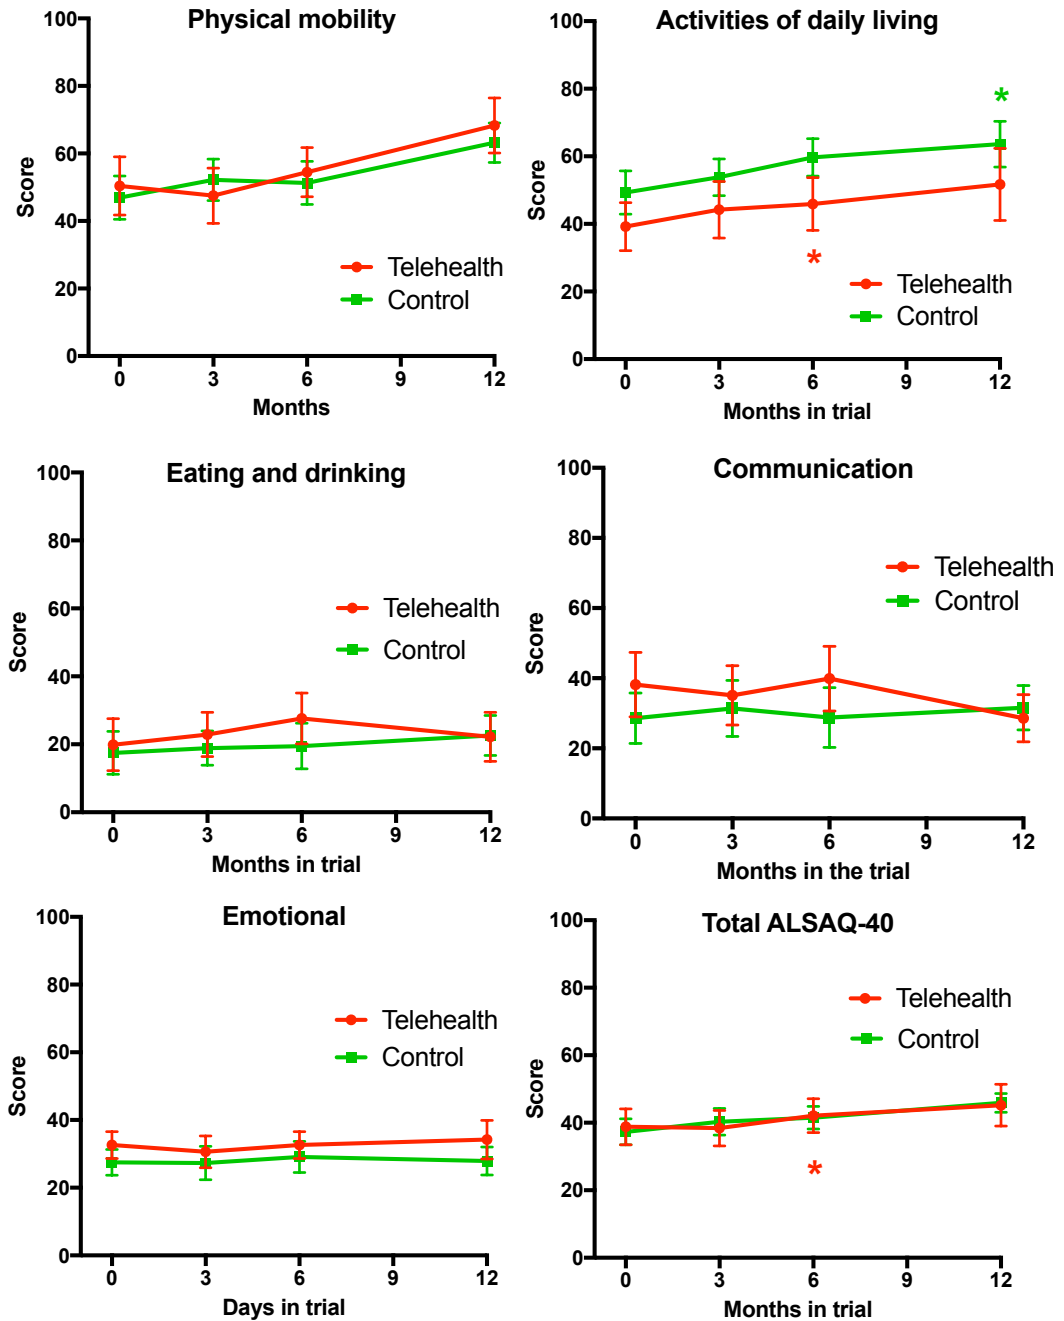 Physical mobility
100
80
60
40
20
0
Score
Telehealth
Control
0 3 6 9 12
Months
Activities of daily living
100
80
60
40
20
0
Score
*
*
Telehealth
Control
0 3 6 9 12
Months in trial
Eating and drinking
100
80
60
40
20
0
Score
Telehealth
Control
0 3 6 9 12
Months in trial
Communication
100
80
60
40
20
0
Score
Telehealth
Control
0 3 6 9 12
Months in the trial
Emotional
100
80
60
40
20
0
Score
Telehealth
Control
0 3 6 9 12
Days in trial
Total ALSAQ-40
100
80
60
40
20
0
Score
Telehealth
Control
*
0 3 6 9 12
Months in trial